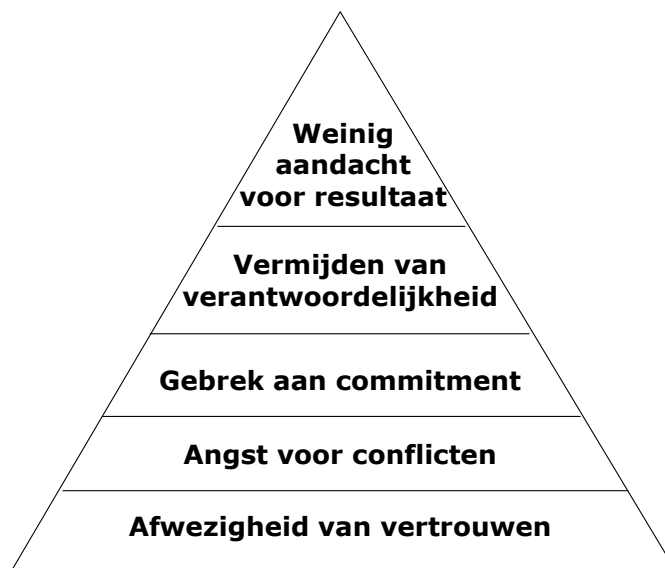 Weinig
aandacht
voor resultaat
Vermijden van
verantwoordelijkheid
Gebrek aan commitment
Angst voor conflicten
Afwezigheid van vertrouwen